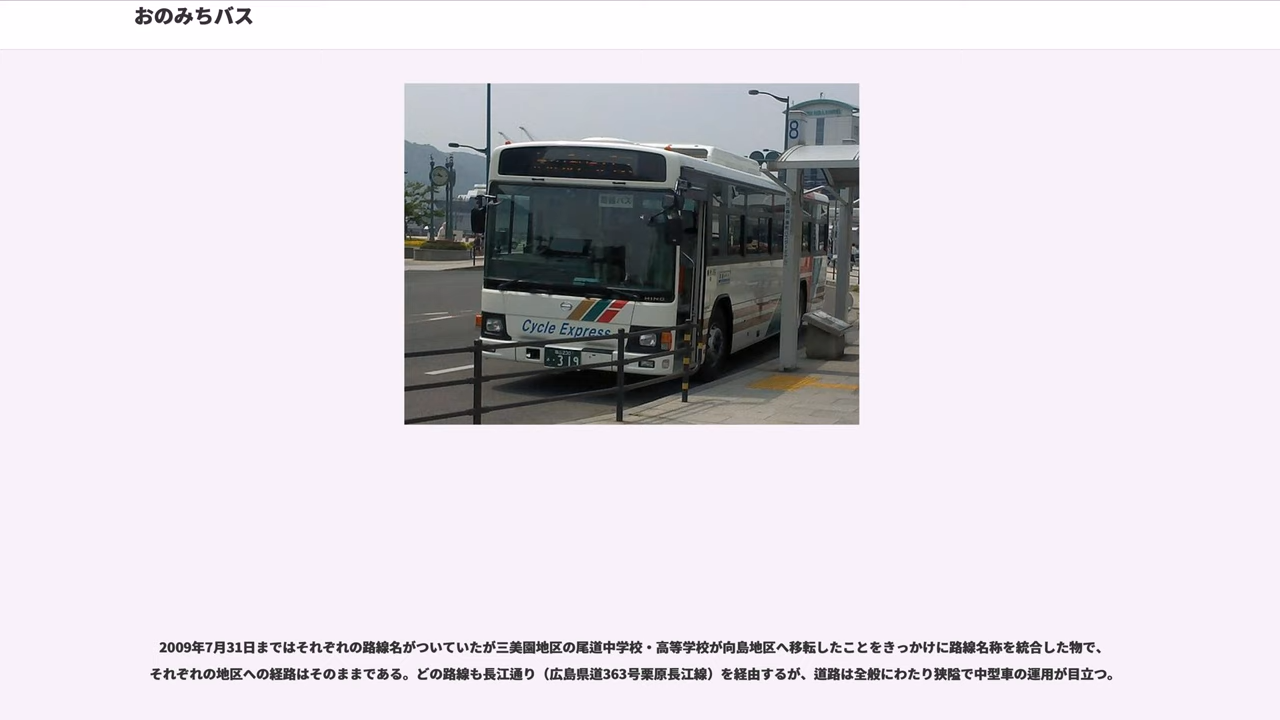 おのみちバス
8
路線バス
HINO
Cycle Express
319
2009年7月31日まではそれぞれの路線名がついていたが三美園地区の尾道中学校・高等学校が向島地区へ移転したことをきっかけに路線名称を統合した物で、
それぞれの地区への経路はそのままである。どの路線も長江通り（広島県道363号栗原長江線）を経由するが、道路は全般にわたり狭隘で中型車の運用が目立つ。